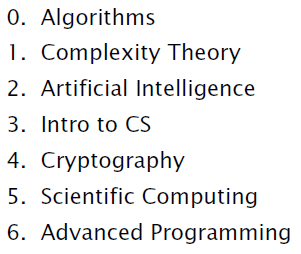 0. Algorithms
1. Complexity Theory
2. Artificial Intelligence
3. Intro to CS
4. Cryptography
5. Scientific Computing
6. Advanced Programming